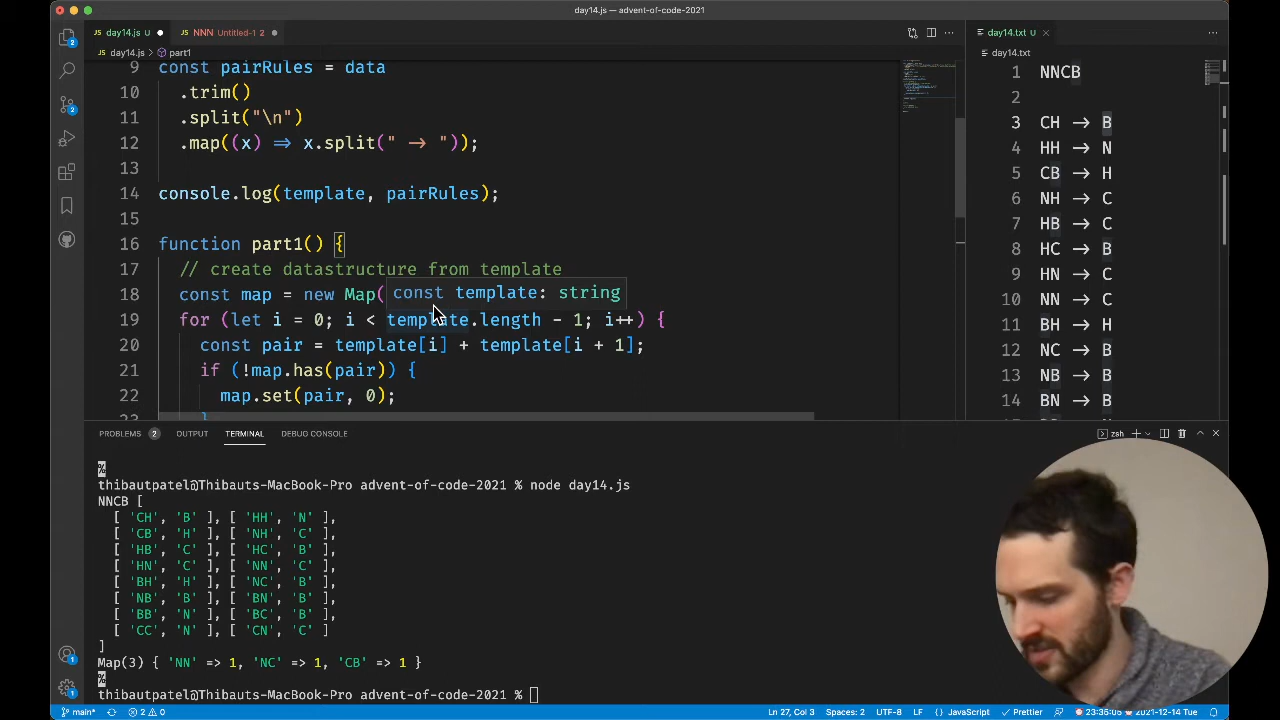 day14.js — advent-of-code-2021
day14.js U
NNN Untitled-1 2
day14.txt U
day14.js > part1
day14.txt
9 const pairRules = data
10 .trim()
11 .split("\n")
12 .map((x) ⇒ x.split(" → "));
13
14 console.log(template, pairRules);
15
16 function part1() {
17 // create datastructure from template
18 const map = new Map(
const template: string
19 for (let i = 0; i < template.length - 1; i++) {
20 const pair = template[i] + template[i + 1];
21 if (!map.has(pair)) {
22 map.set(pair, 0);
23 }
1 NNCB
2
3 CH → B
4 HH → N
5 CB → H
6 NH → C
7 HB → C
8 HC → B
9 HN → C
10 NN → C
11 BH → H
12 NC → B
13 NB → B
14 BN → B
PROBLEMS 2 OUTPUT TERMINAL DEBUG CONSOLE
zsh
%
thibautpatel@Thibauts-MacBook-Pro advent-of-code-2021 % node day14.js
NNCB [
[ 'CH', 'B' ], [ 'HH', 'N' ],
[ 'CB', 'H' ], [ 'NH', 'C' ],
[ 'HB', 'C' ], [ 'HC', 'B' ],
[ 'HN', 'C' ], [ 'NN', 'C' ],
[ 'BH', 'H' ], [ 'NC', 'B' ],
[ 'NB', 'B' ], [ 'BN', 'B' ],
[ 'BB', 'N' ], [ 'BC', 'B' ],
[ 'CC', 'N' ], [ 'CN', 'C' ]
]
Map(3) { 'NN' => 1, 'NC' => 1, 'CB' => 1 }
%
thibautpatel@Thibauts-MacBook-Pro advent-of-code-2021 %
main* 2 0 Ln 27, Col 3 Spaces: 2 UTF-8 LF {} JavaScript Prettier 2021-12-14 Tue